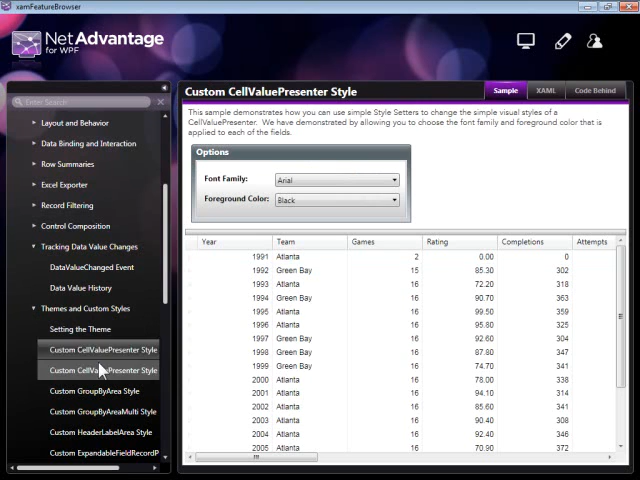 xamFeatureBrowser
NetAdvantage
for WPF
Enter Search
Layout and Behavior
Data Binding and Interaction
Row Summaries
Excel Exporter
Record Filtering
Control Composition
Tracking Data Value Changes
DataValueChanged Event
Data Value History
Themes and Custom Styles
Setting the Theme
Custom CellValuePresenter Style
Custom CellValuePresenter Style
Custom GroupByArea Style
Custom GroupByAreaMulti Style
Custom HeaderLabelArea Style
Custom ExpandableFieldRecordP
Custom CellValuePresenter Style
Sample XAML Code Behind
This sample demonstrates how you can use simple Style Setters to change the simple visual styles of a
CellValuePresenter. We have demonstrated by allowing you to choose the font family and foreground color that is
applied to each of the fields.
Options
Font Family: Arial
Foreground Color: Black
Year Team Games Rating Completions Attempts
1991 Atlanta 2 0.00 0
1992 Green Bay 15 85.30 302
1993 Atlanta 16 72.20 318
1994 Green Bay 16 90.70 363
1995 Atlanta 16 99.50 359
1996 Atlanta 16 95.80 325
1997 Green Bay 16 92.60 304
1998 Green Bay 16 87.80 347
1999 Green Bay 16 74.70 341
2000 Atlanta 16 78.00 338
2001 Atlanta 16 94.10 314
2002 Atlanta 16 85.60 341
2003 Atlanta 16 90.40 308
2004 Atlanta 16 92.40 346
2005 Atlanta 16 70.90 372